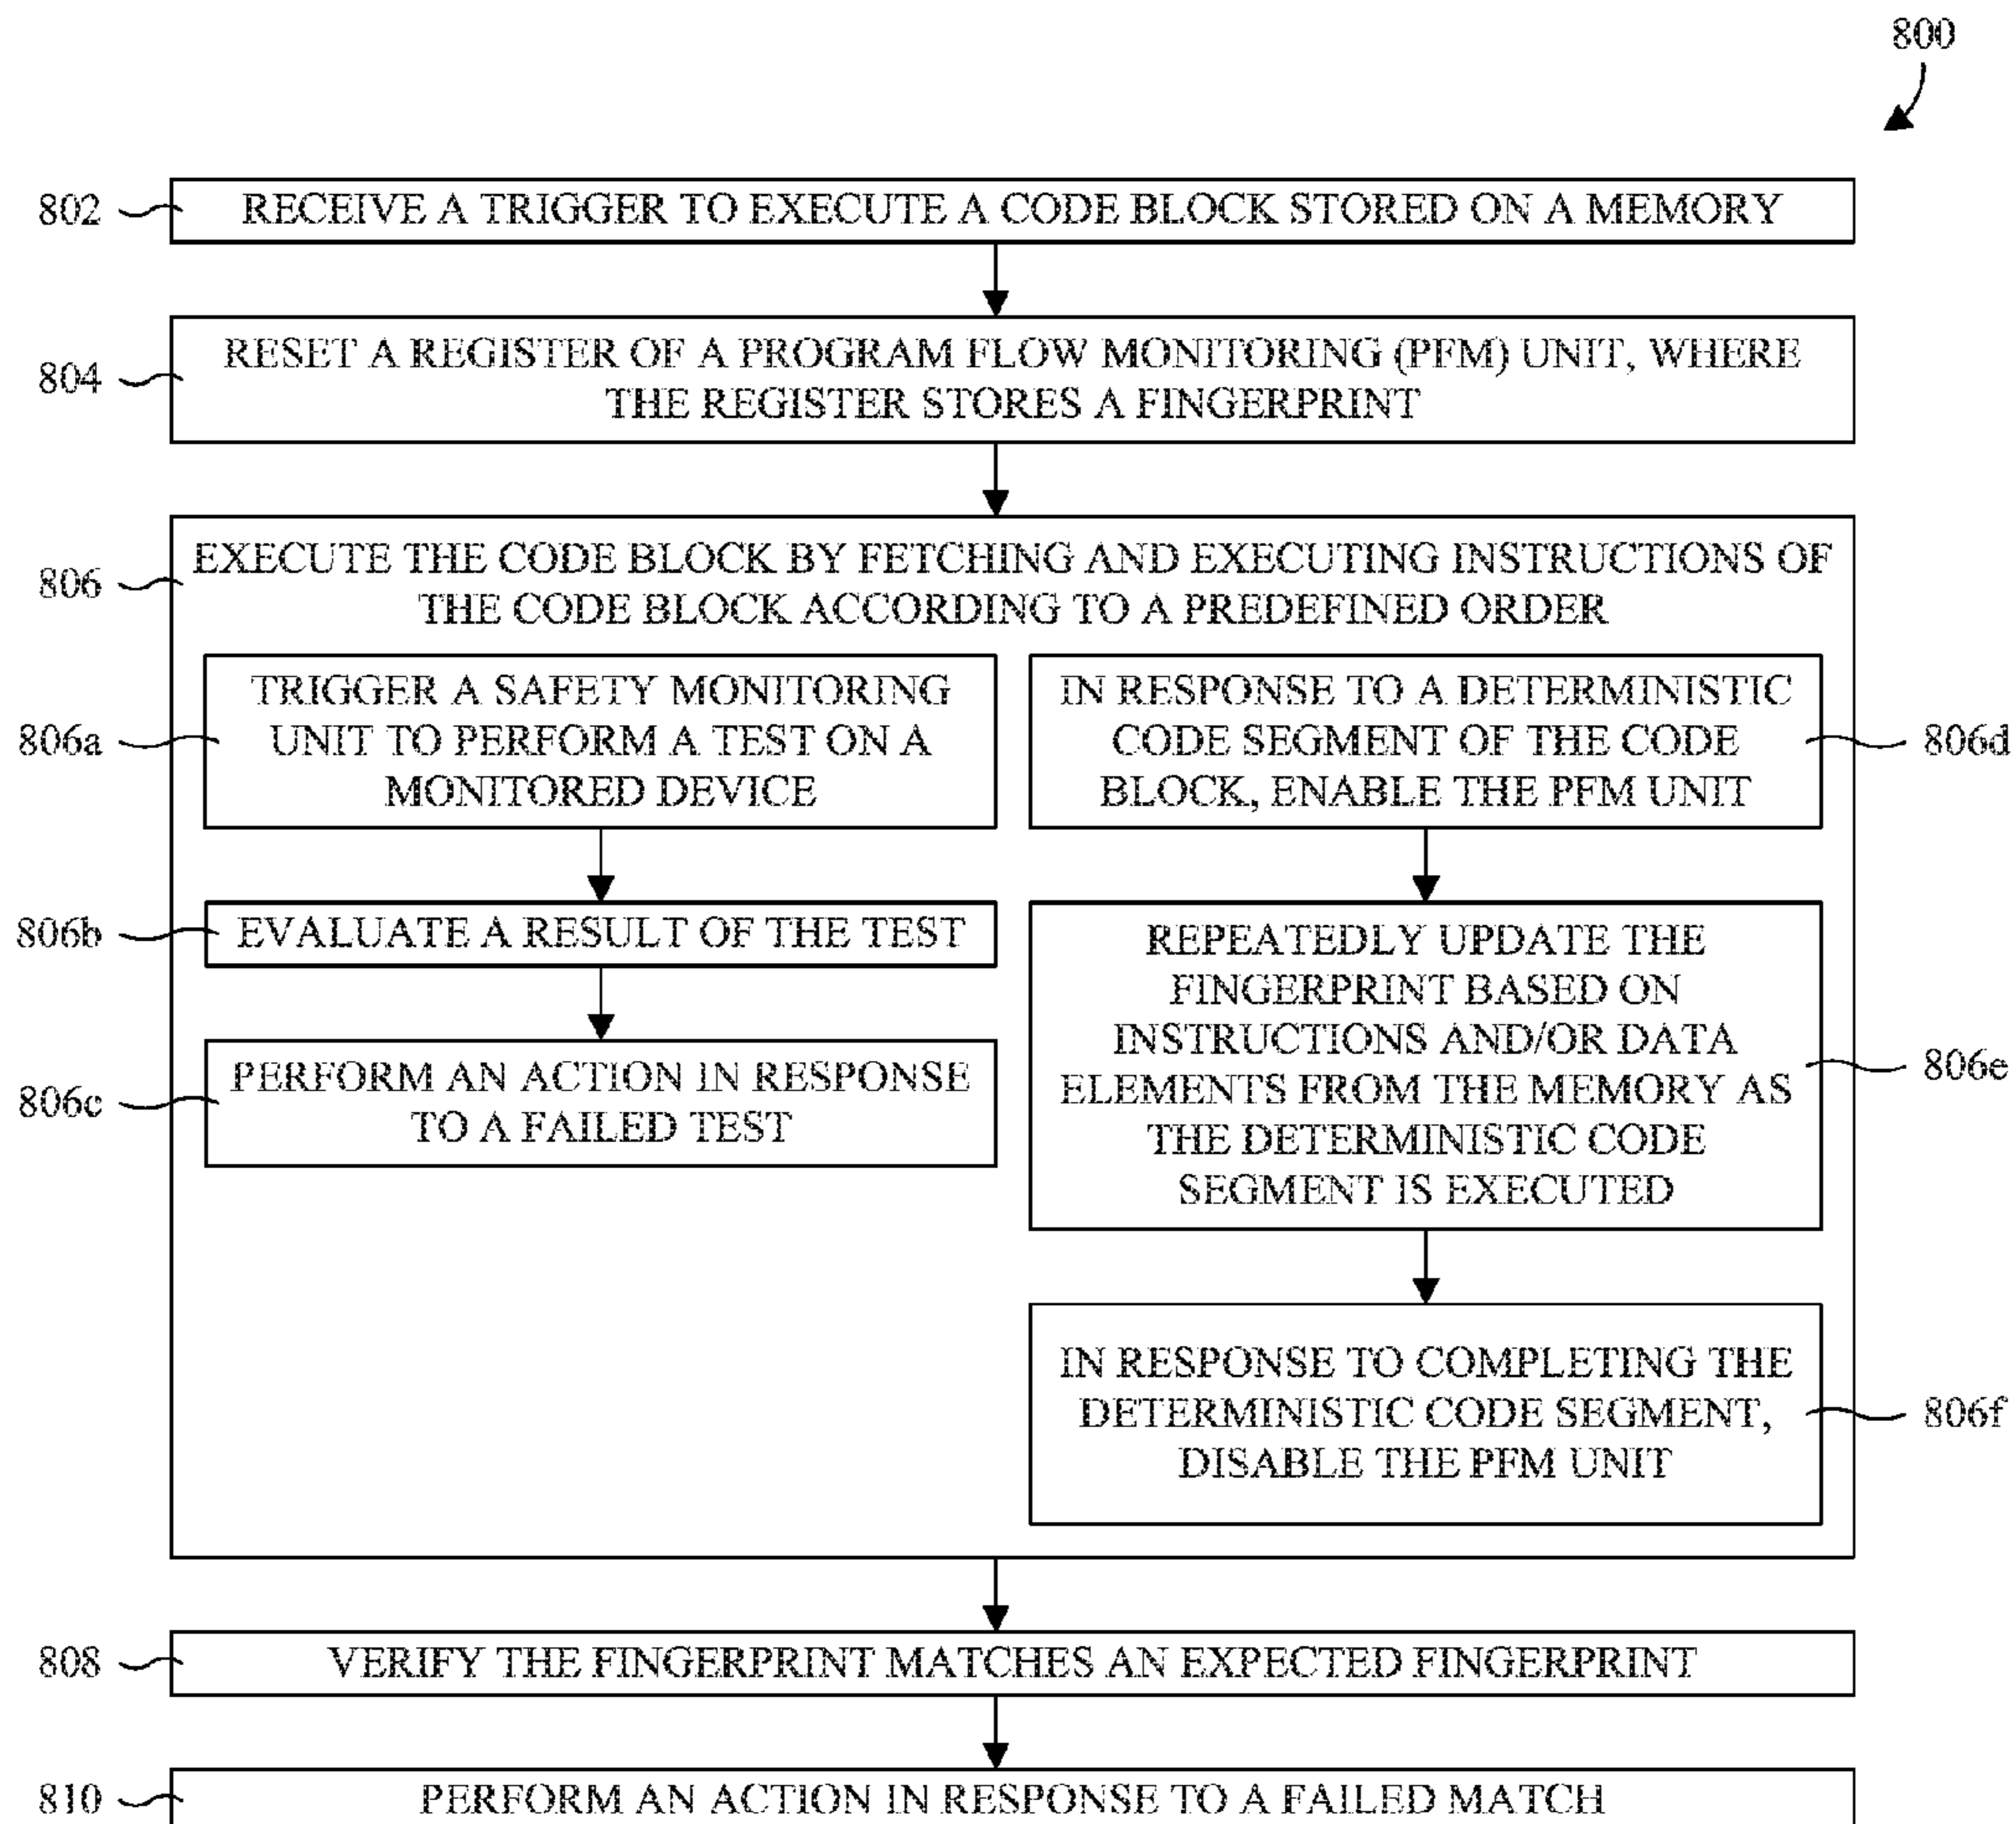 800
802
RECEIVE A TRIGGER TO EXECUTE A CODE BLOCK STORED ON A MEMORY
804
RESET A REGISTER OF A PROGRAM FLOW MONITORING (PFM) UNIT, WHERE
THE REGISTER STORES A FINGERPRINT
806
EXECUTE THE CODE BLOCK BY FETCHING AND EXECUTING INSTRUCTIONS OF
THE CODE BLOCK ACCORDING TO A PREDEFINED ORDER
806a
TRIGGER A SAFETY MONITORING
UNIT TO PERFORM A TEST ON A
MONITORED DEVICE
806b
EVALUATE A RESULT OF THE TEST
806c
PERFORM AN ACTION IN RESPONSE
TO A FAILED TEST
IN RESPONSE TO A DETERMINISTIC
CODE SEGMENT OF THE CODE
BLOCK, ENABLE THE PFM UNIT
806d
REPEATEDLY UPDATE THE
FINGERPRINT BASED ON
INSTRUCTIONS AND/OR DATA
ELEMENTS FROM THE MEMORY AS
THE DETERMINISTIC CODE
SEGMENT IS EXECUTED
806e
IN RESPONSE TO COMPLETING THE
DETERMINISTIC CODE SEGMENT,
DISABLE THE PFM UNIT
806f
808
VERIFY THE FINGERPRINT MATCHES AN EXPECTED FINGERPRINT
810
PERFORM AN ACTION IN RESPONSE TO A FAILED MATCH